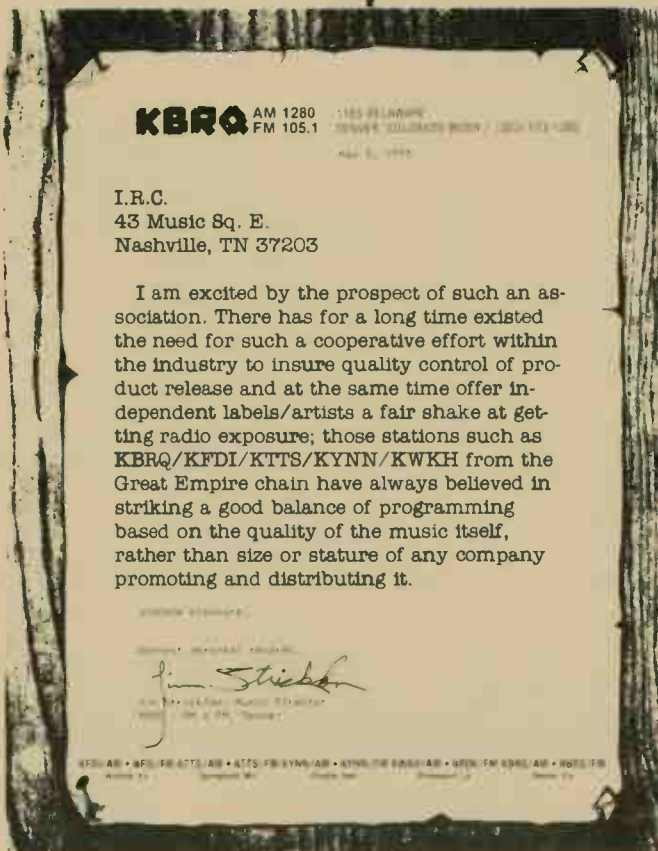 KBRQ AM 1280
FM 105.1
I.R.C.
43 Music Sq. E.
Nashville, TN 37203
I am excited by the prospect of such an as-
sociation. There has for a long time existed
the need for such a cooperative effort within
the industry to insure quality control of pro-
duct release and at the same time offer in-
dependent labels/artists a fair shake at get-
ting radio exposure; those stations such as
KBRQ/KFDI/KTTS/KYNN/KWKH from the
Great Empire chain have always believed in
striking a good balance of programming
based on the quality of the music itself,
rather than size or stature of any company
promoting and distributing it.
Jim